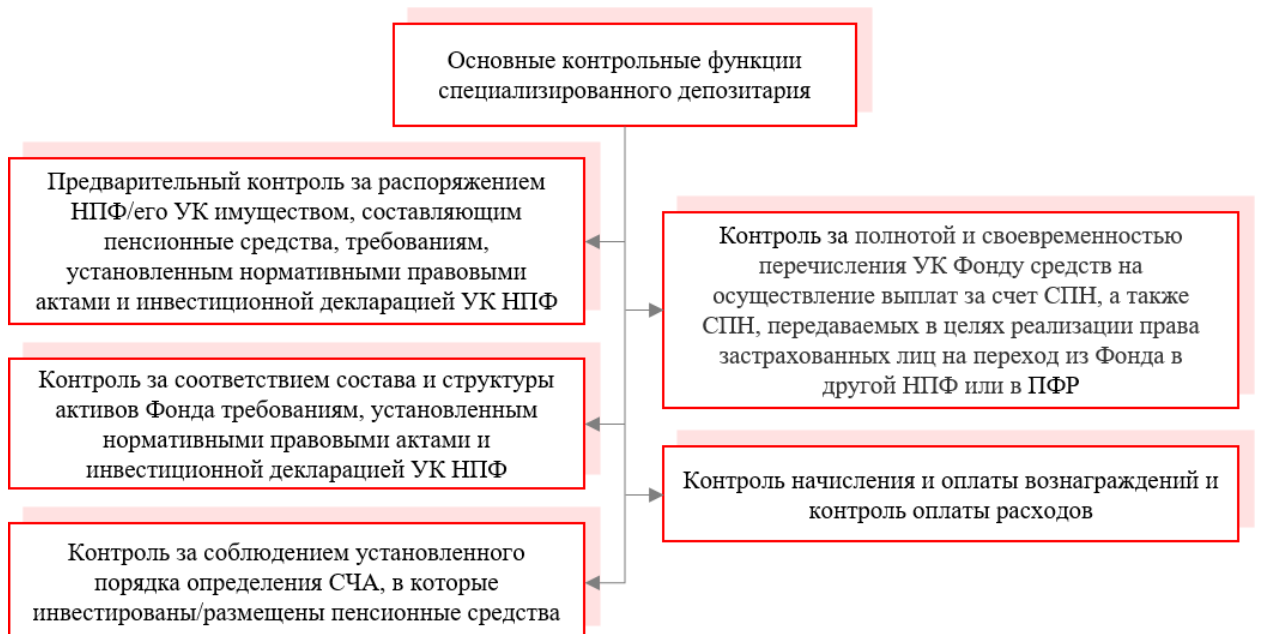 Основные контрольные функции
специализированного депозитария
Предварительный контроль за распоряжением
НПФ/его УК имуществом, составляющим
пенсионные средства, требованиям,
установленным нормативными правовыми
актами и инвестиционной декларацией УК НПФ
Контроль за соответствием состава и структуры
активов Фонда требованиям, установленным
нормативными правовыми актами и
инвестиционной декларацией УК НПФ
Контроль за соблюдением установленного
порядка определения СЧА, в которые
инвестированы/размещены пенсионные средства
Контроль за полнотой и своевременностью
перечисления УК Фонду средств на
осуществление выплат за счет СПН, а также
СПН, передаваемых в целях реализации права
застрахованных лиц на переход из Фонда в
другой НПФ или в ПФР
Контроль начисления и оплаты вознаграждений и
контроль оплаты расходов